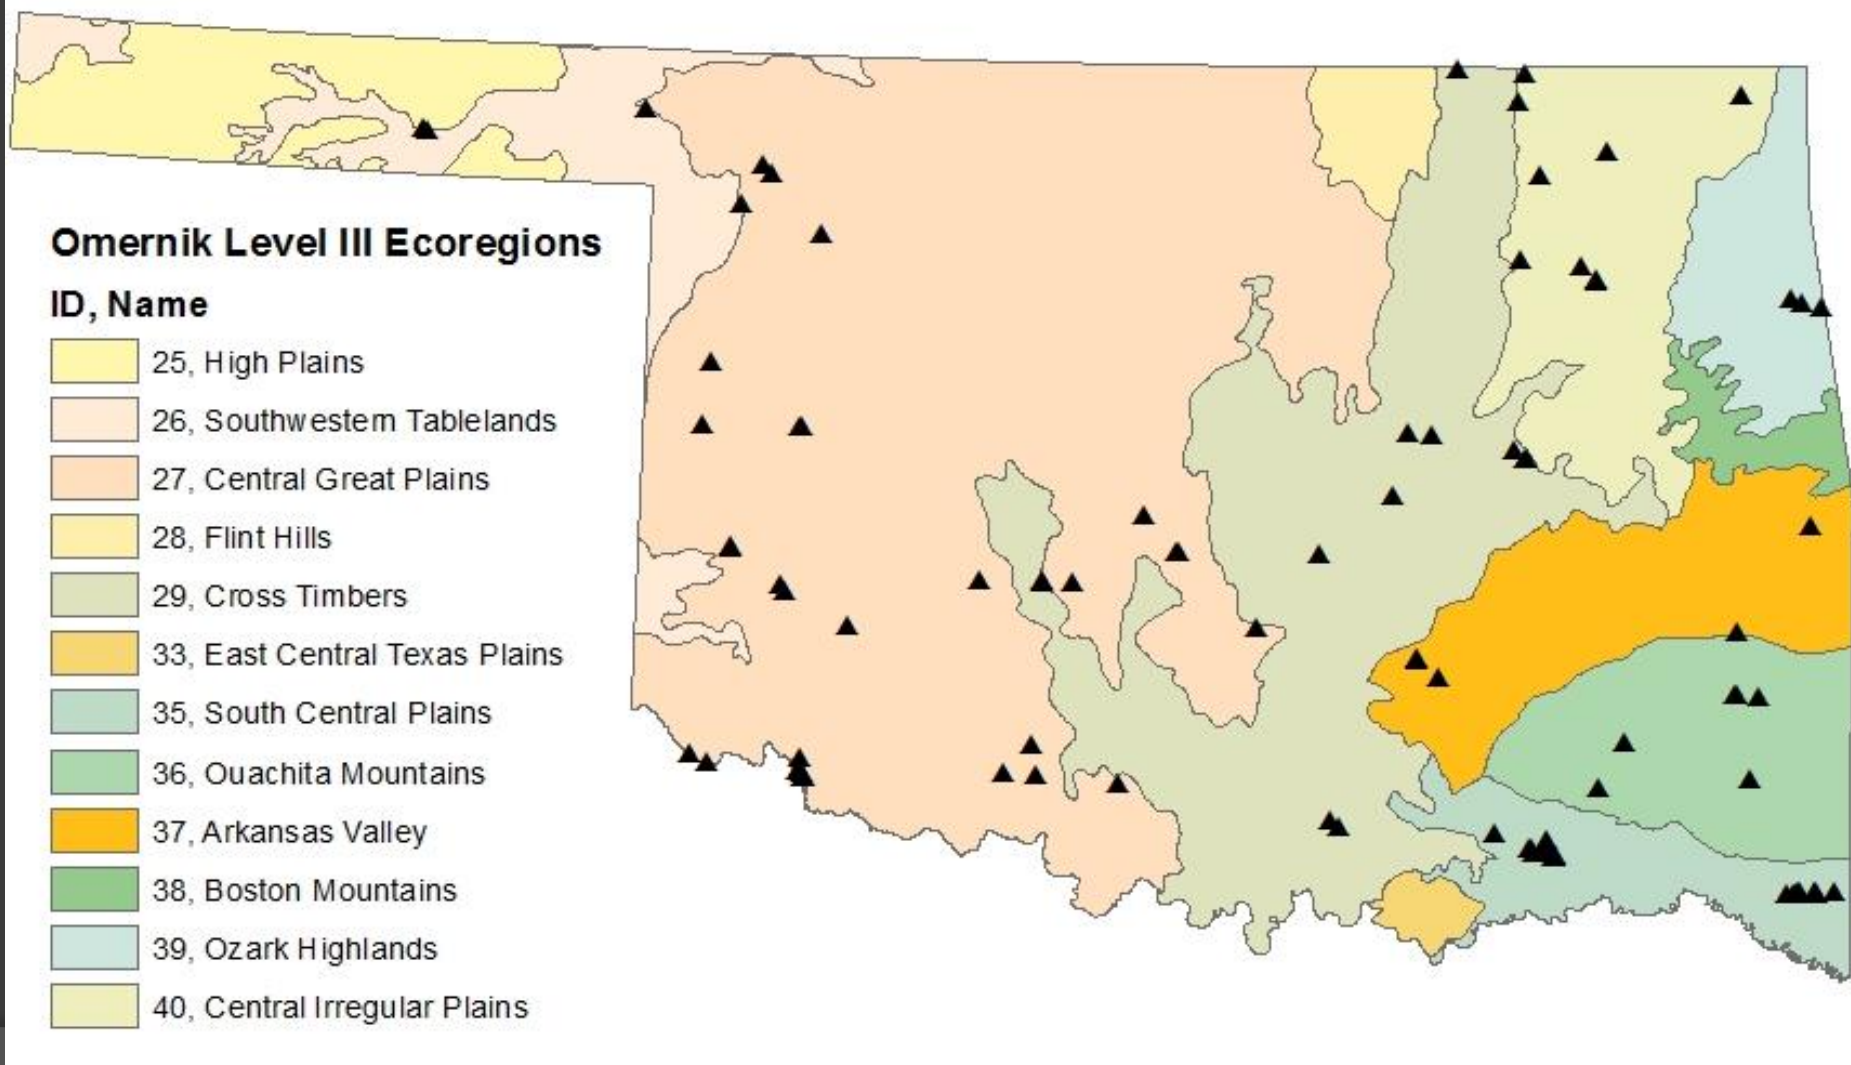 Omernik Level III Ecoregions
ID, Name
25, High Plains
26, Southwestern Tablelands
27, Central Great Plains
28, Flint Hills
29, Cross Timbers
33, East Central Texas Plains
35, South Central Plains
36, Ouachita Mountains
37, Arkansas Valley
38, Boston Mountains
39, Ozark Highlands
40, Central Irregular Plains